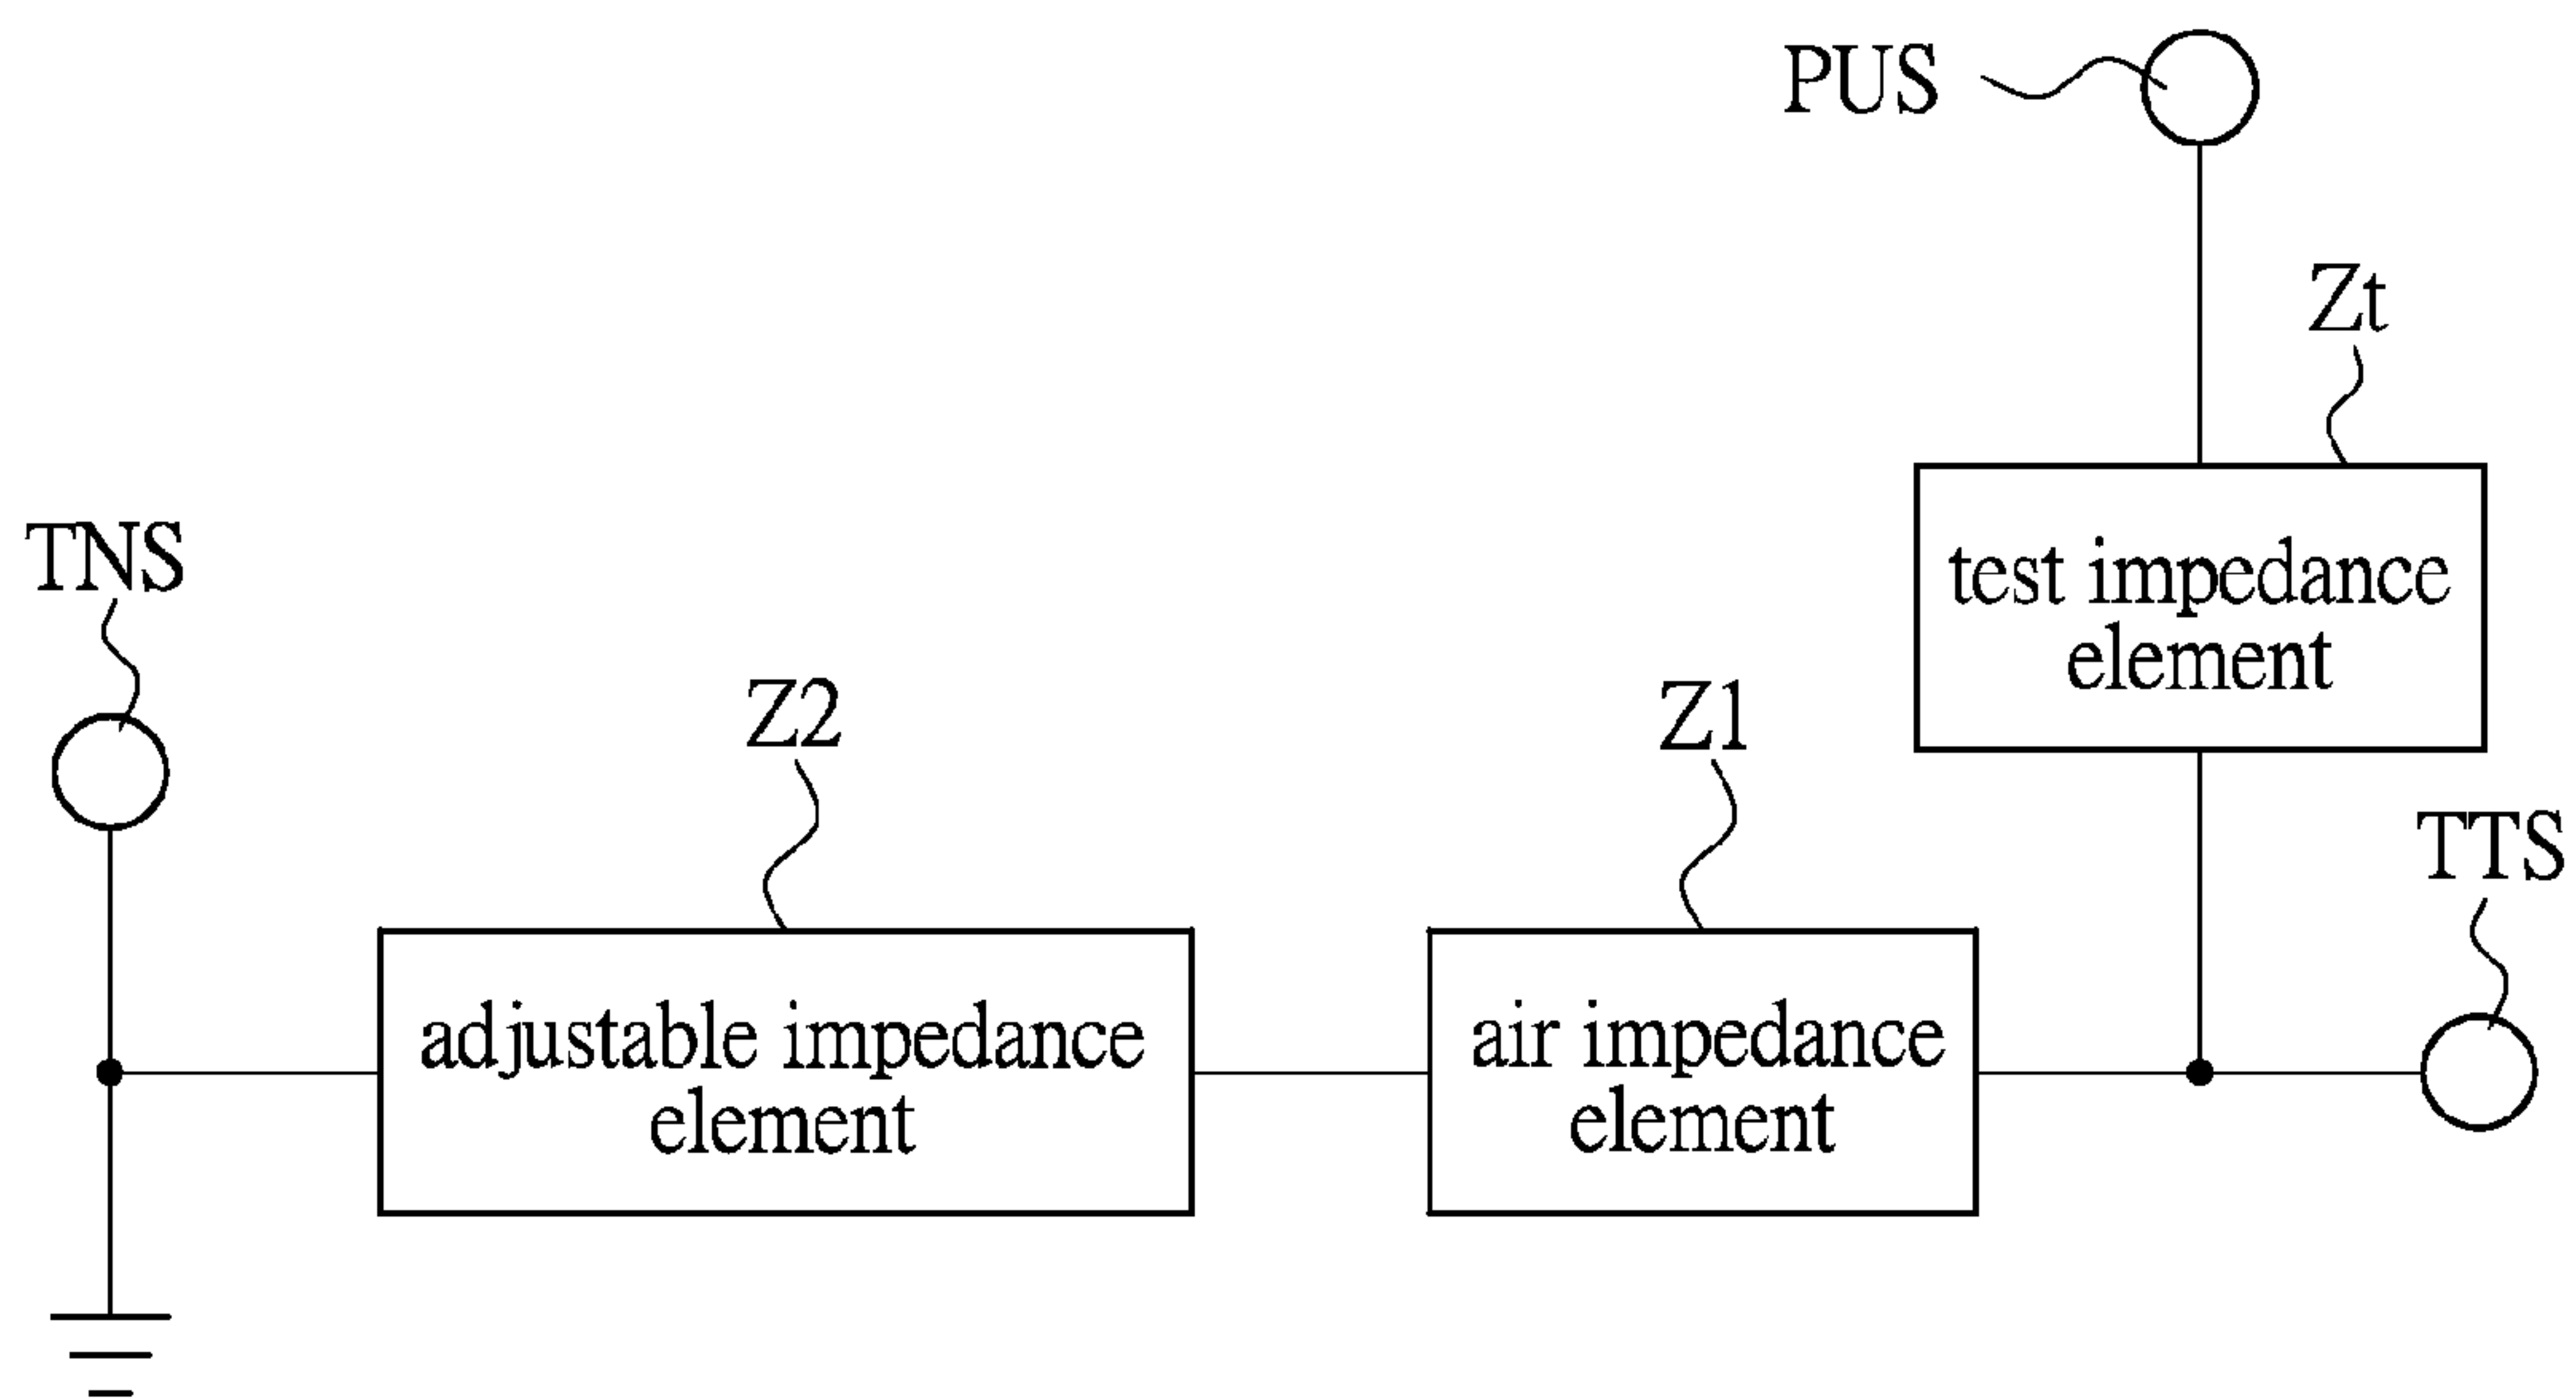 PUS
Zt
test impedance
element
TNS
Z2
Z1
TTS
adjustable impedance
element
air impedance
element